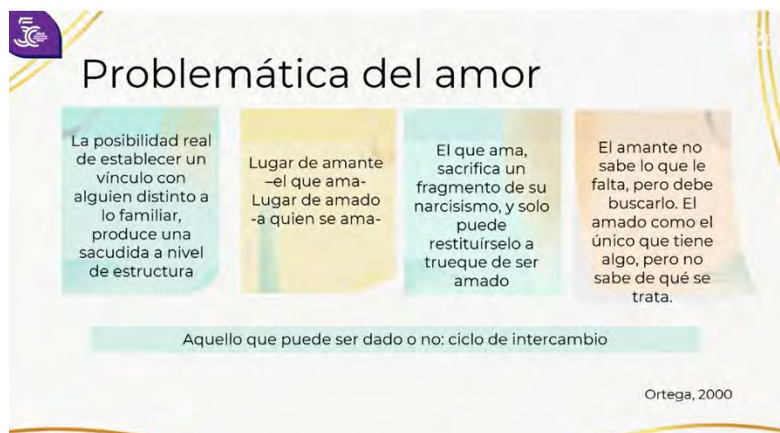 Problemática del amor
La posibilidad real
de establecer un
vínculo con
alguien distinto a
lo familiar,
produce una
sacudida a nivel
de estructura
Lugar de amante
–el que ama-
Lugar de amado
-a quien se ama-
El que ama,
sacrifica un
fragmento de su
narcisismo, y solo
puede
restituírselo a
trueque de ser
amado
El amante no
sabe lo que le
falta, pero debe
buscarlo. El
amado como el
único que tiene
algo, pero no
sabe de qué se
trata.
Aquello que puede ser dado o no: ciclo de intercambio
Ortega, 2000